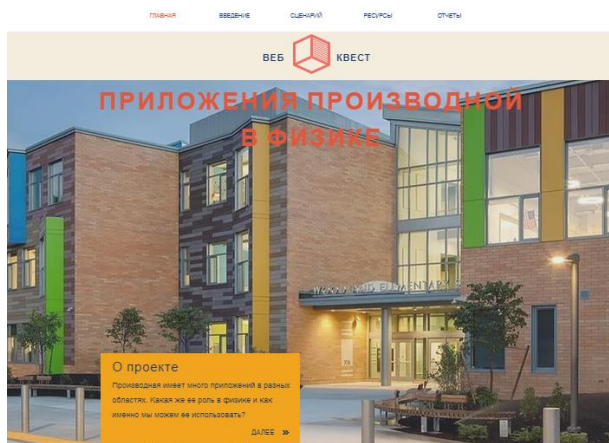 ГЛАВНАЯ ВВЕДЕНИЕ СЦЕНАРИЙ РЕСУРСЫ ОТЧЕТЫ
ВЕБ КВЕСТ
ПРИЛОЖЕНИЯ ПРОИЗВОДНОЙ
В ФИЗИКЕ
ELEMENTARY
О проекте
Производная имеет много приложений в разных
областях. Какая же ее роль в физике и как
именно мы можем ее использовать?
ДАЛЕЕ »